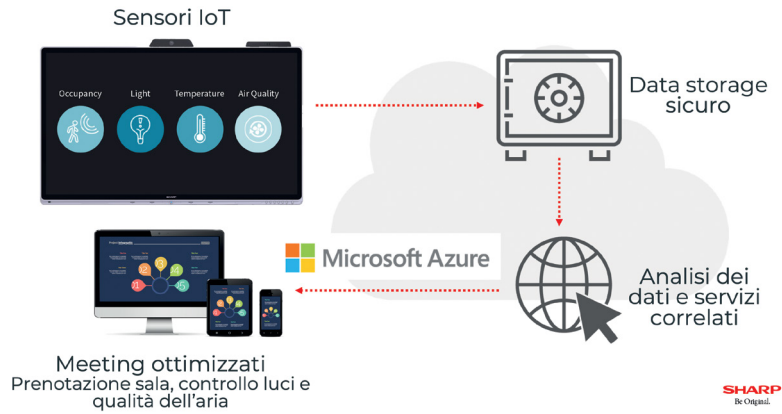 Sensori IoT
Occupancy Light Temperature Air Quality
SHARP
Data storage
sicuro
Microsoft Azure
Analisi dei
dati e servizi
correlati
Meeting ottimizzati
Prenotazione sala, controllo luci e
qualità dell'aria
SHARP
Be Original.